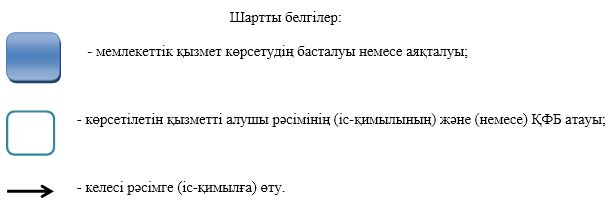 Шартты белгілер:
- мемлекеттік қызмет көрсетудің басталуы немесе аяқталуы;
- көрсетілетін қызметті алушы рәсімінің (іс-қимылының) және (немесе) ҚФБ атауы;
- келесі рәсімге (іс-қимылға) өту.